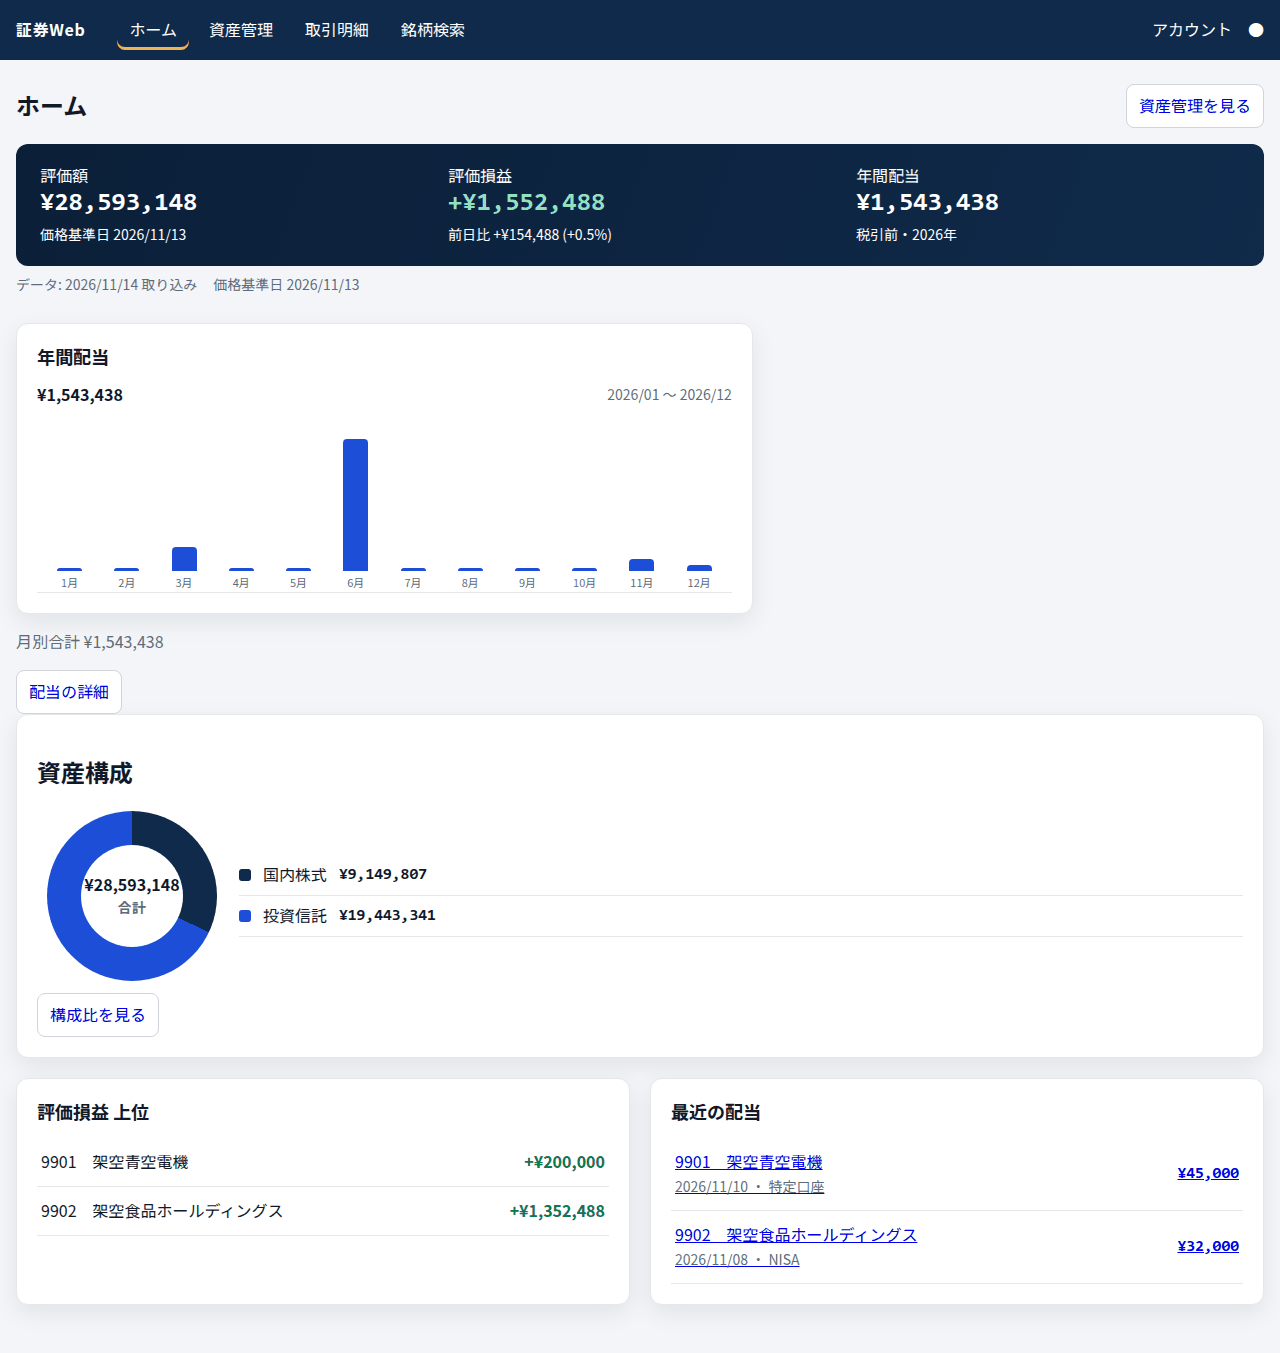 証券Web ホーム 資産管理 取引明細 銘柄検索 アカウント
ホーム
資産管理を見る
評価額 評価損益 年間配当
¥28,593,148 +¥1,552,488 ¥1,543,438
価格基準日 2026/11/13 前日比 +¥154,488 (+0.5%) 税引前・2026年
データ: 2026/11/14 取り込み 価格基準日 2026/11/13
年間配当
¥1,543,438 2026/01 〜 2026/12
1月 2月 3月 4月 5月 6月 7月 8月 9月 10月 11月 12月
月別合計 ¥1,543,438
配当の詳細
資産構成
¥28,593,148
合計
国内株式 ¥9,149,807
投資信託 ¥19,443,341
構成比を見る
評価損益 上位
9901 架空青空電機 +¥200,000
9902 架空食品ホールディングス +¥1,352,488
最近の配当
9901 架空青空電機
2026/11/10 ・ 特定口座
¥45,000
9902 架空食品ホールディングス
2026/11/08 ・ NISA
¥32,000